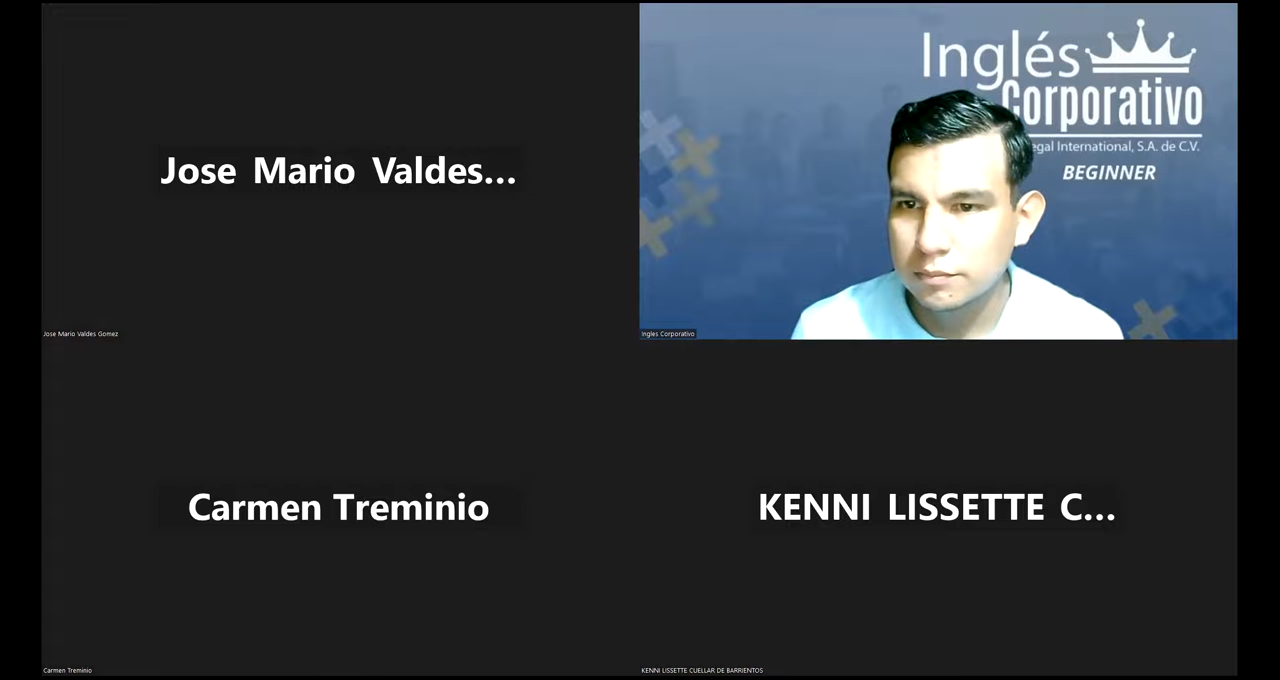 Jose Mario Valdes...
Jose Mario Valdes Gomez
Inglés
Corporativo
egal International, S.A. de C.V.
BEGINNER
Ingles Corporativo
Carmen Treminio
Carmen Treminio
KENNI LISSETTE C...
KENNI LISSETTE CUELLAR DE BARRIENTOS